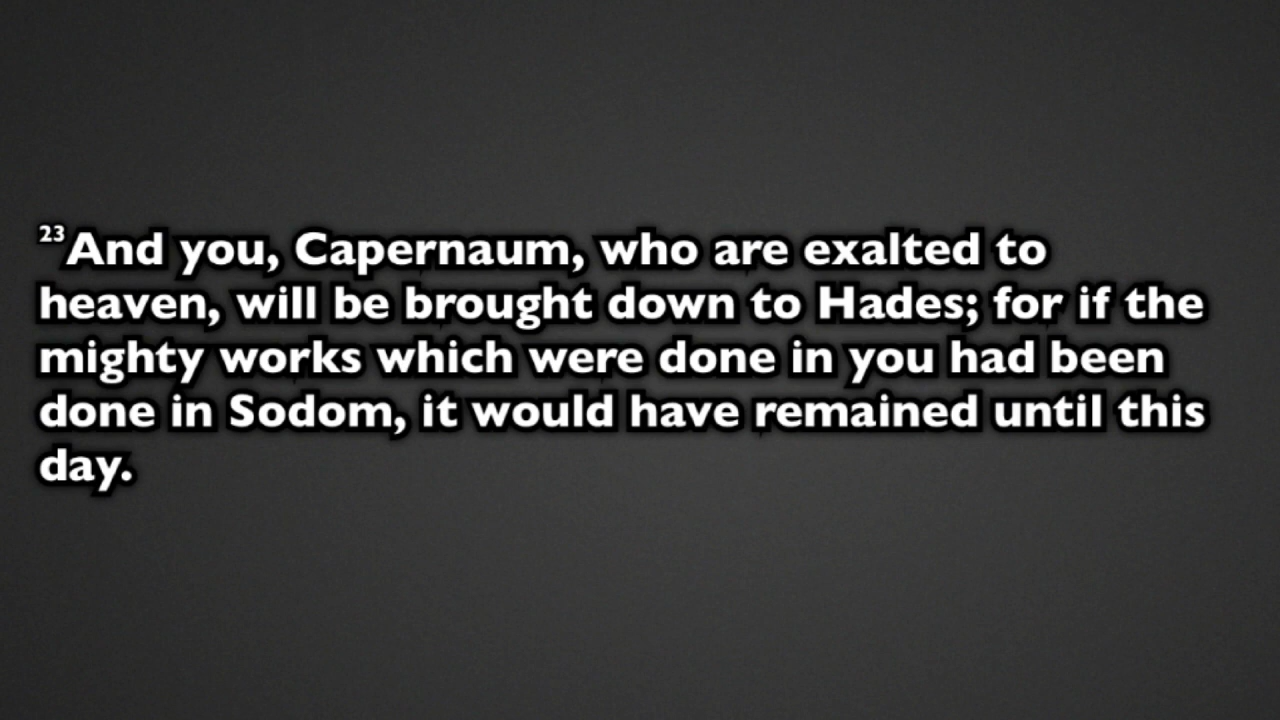 23And you, Capernaum, who are exalted to
heaven, will be brought down to Hades; for if the
mighty works which were done in you had been
done in Sodom, it would have remained until this
day.